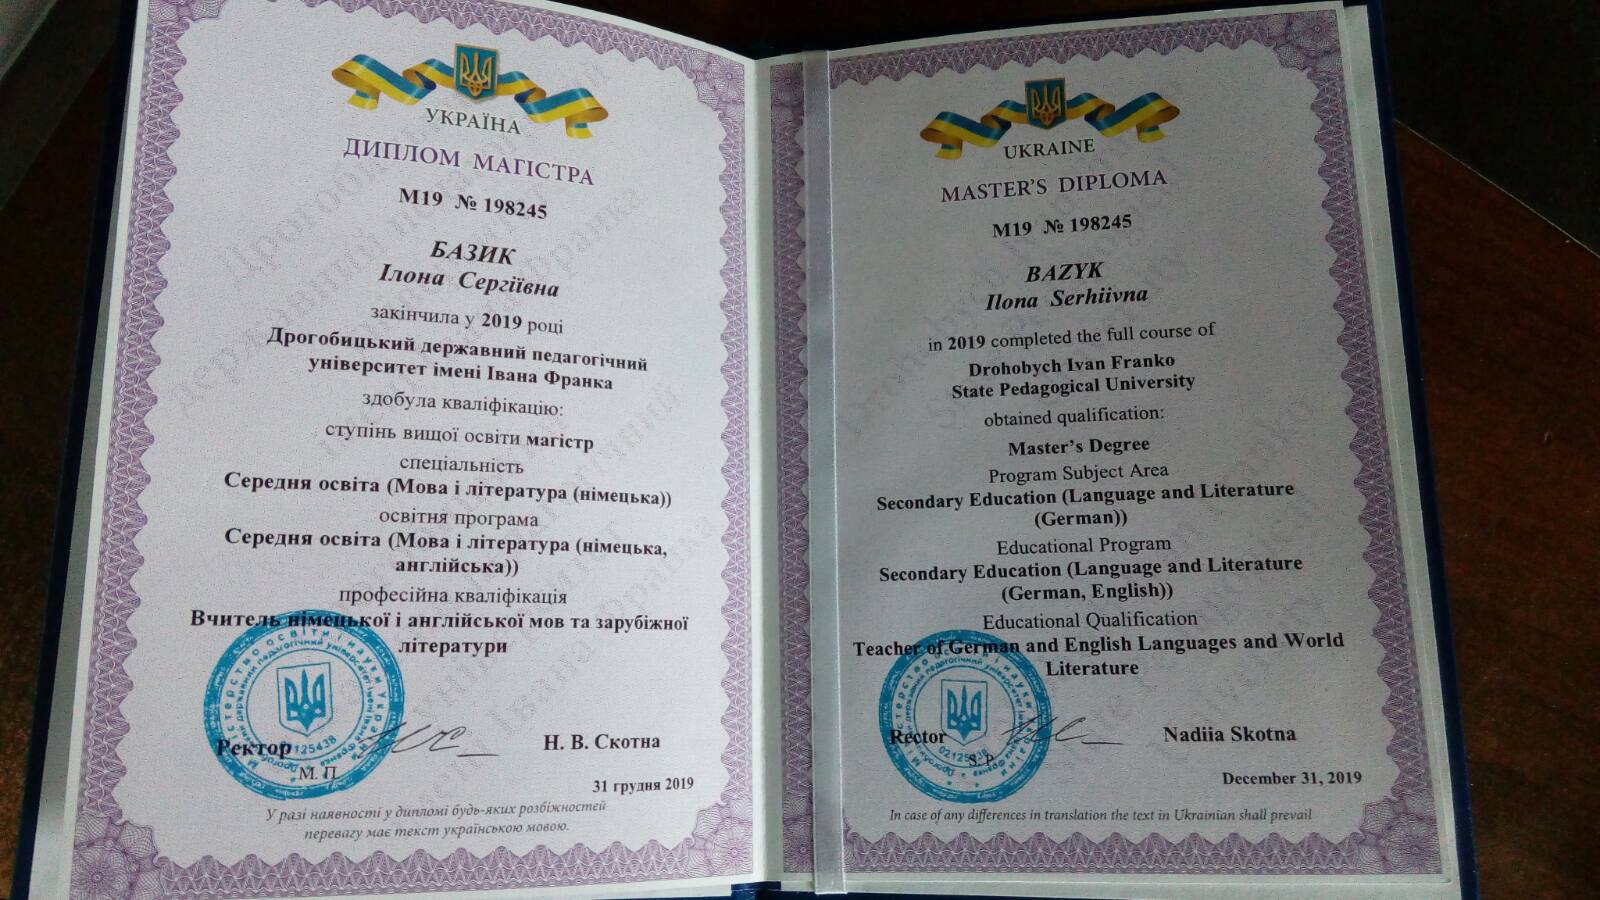 УКРАЇНА
ДИПЛОМ МАГІСТРА
М19 № 198245
БАЗИК
Ілона Сергіївна
закінчила у 2019 році
Дрогобицький державний педагогічний
університет імені Івана Франка
здобула кваліфікацію:
ступінь вищої освіти магістр
спеціальність
Середня освіта (Мова і література (німецька))
освітня програма
Середня освіта (Мова і література (німецька,
англійська))
професійна кваліфікація
Вчитель німецької і англійської мов та зарубіжної
літератури
Ректор
Н. В. Скотна
М. П.
31 грудня 2019
У разі наявності у дипломі будь-яких розбіжностей
перевагу має текст українською мовою.
UKRAINE
MASTER'S DIPLOMA
М19 № 198245
BAZYK
Ilona Serhiivna
in 2019 completed the full course of
Drohobych Ivan Franko
State Pedagogical University
obtained qualification:
Master's Degree
Program Subject Area
Secondary Education (Language and Literature
(German))
Educational Program
Secondary Education (Language and Literature
(German, English))
Educational Qualification
Teacher of German and English Languages and World
Literature
Rector
Nadiia Skotna
S. P.
December 31, 2019
In case of any differences in translation the text in Ukrainian shall prevail